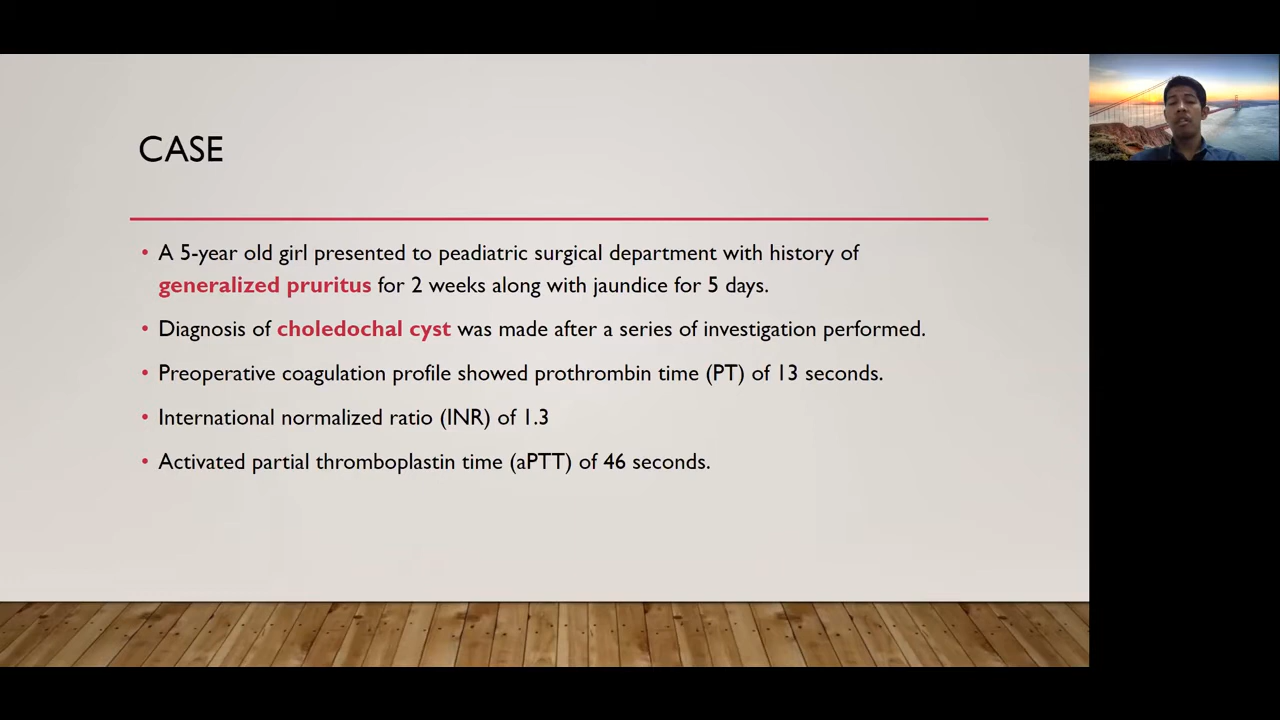 CASE
• A 5-year old girl presented to peadiatric surgical department with history of
generalized pruritus for 2 weeks along with jaundice for 5 days.
• Diagnosis of choledochal cyst was made after a series of investigation performed.
• Preoperative coagulation profile showed prothrombin time (PT) of 13 seconds.
• International normalized ratio (INR) of 1.3
• Activated partial thromboplastin time (aPTT) of 46 seconds.